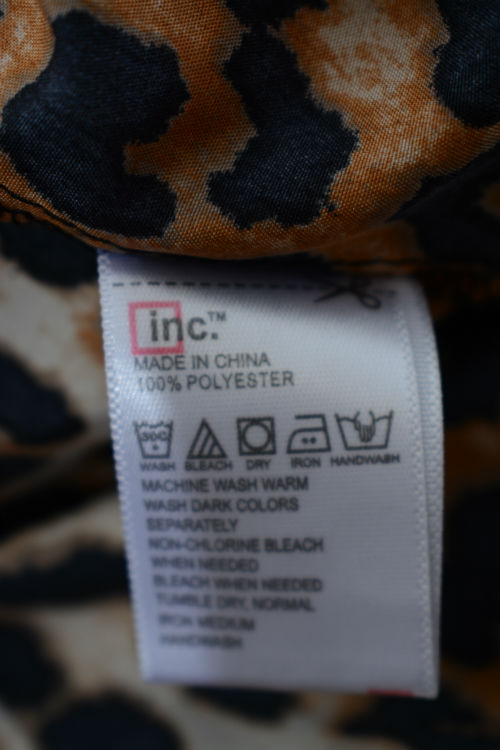 inc.™
MADE IN CHINA
100% POLYESTER
30C
WASH BLEACH DRY IRON HANDWASH
MACHINE WASH WARM
WASH DARK COLORS
SEPARATELY
NON-CHLORINE BLEACH
WHEN NEEDED
BLEACH WHEN NEEDED
TUMBLE DRY, NORMAL
IRON MEDIUM
HANDWASH